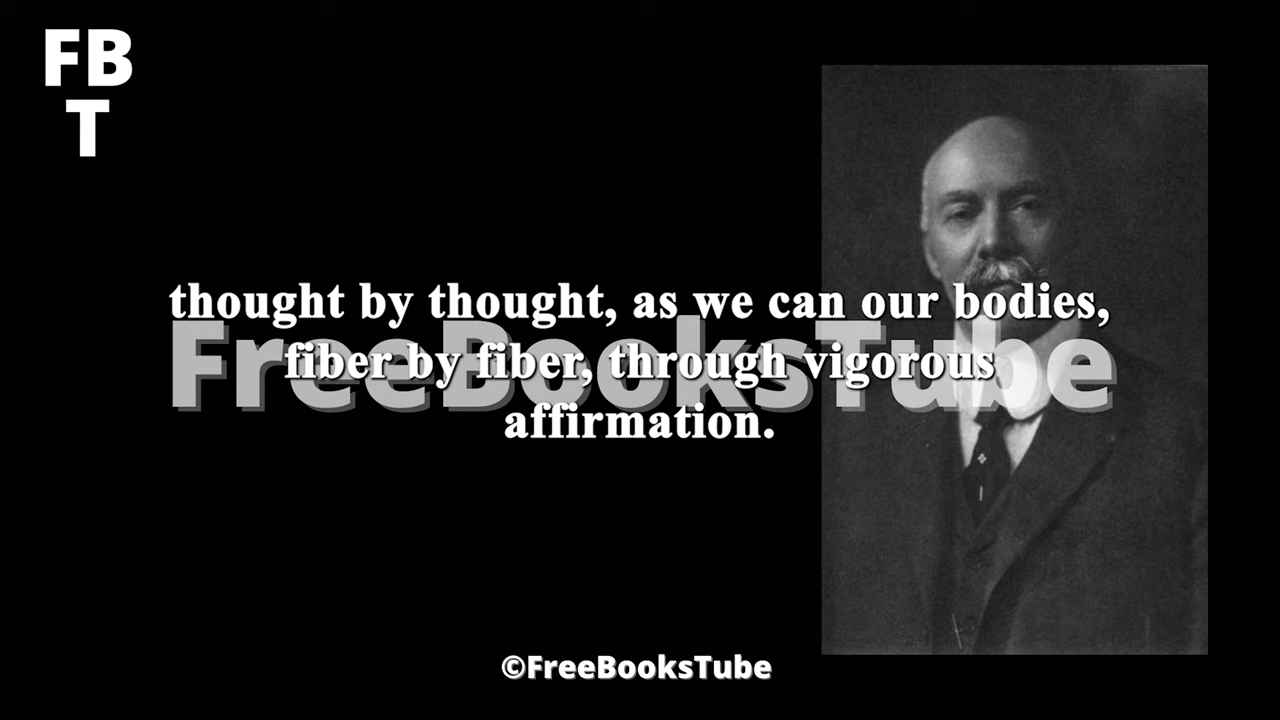 FB
T
thought by thought, as we can our bodies,
fiber by fiber, through vigorous
affirmation.
FreeBooksTube
©FreeBooksTube